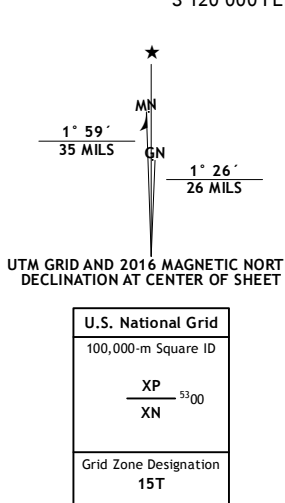 3 120 000 FE
★
MN
1° 59´
35 MILS
GN
1° 26´
26 MILS
UTM GRID AND 2016 MAGNETIC NORT
DECLINATION AT CENTER OF SHEET
U.S. National Grid
100,000-m Square ID
XP
5300
XN
Grid Zone Designation
15T